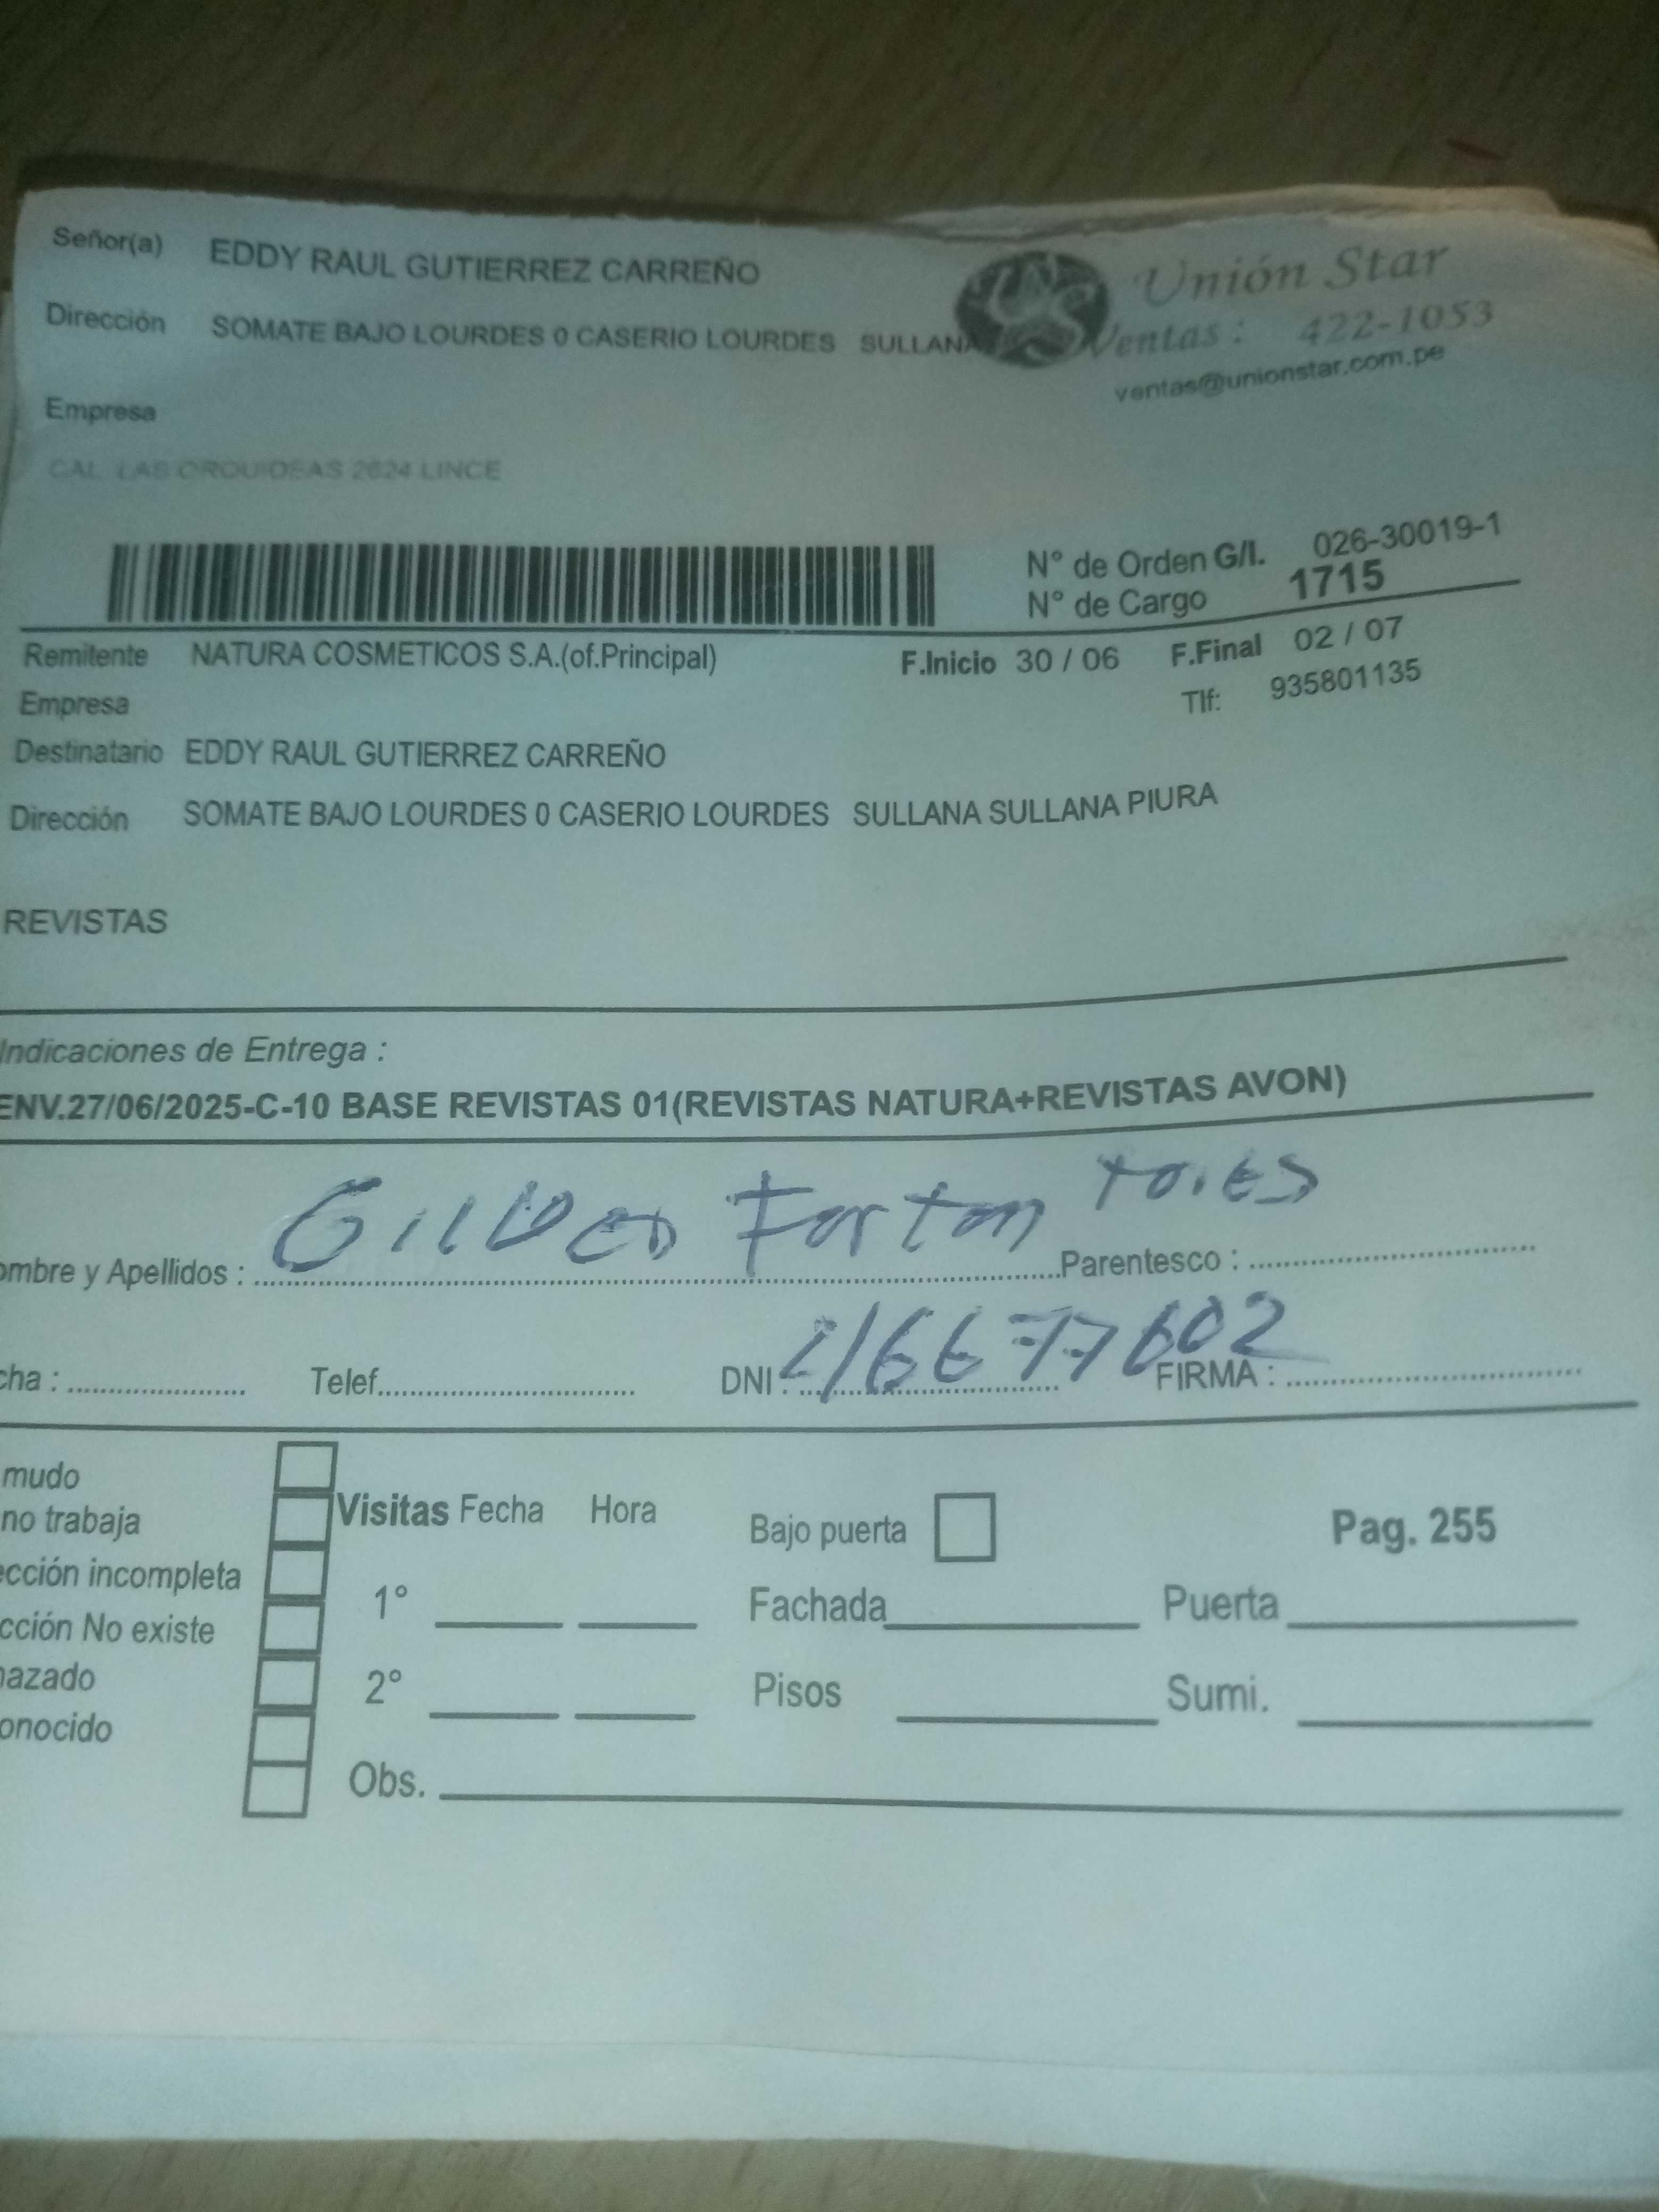 Señor(a) EDDY RAUL GUTIERREZ CARREÑO
Unión Star
Dirección SOMATE BAJO LOURDES 0 CASERIO LOURDES SULLANA
Ventas : 422-1053
ventas@unionstar.com.pe
Empresa
CAL LAS ORQUIDEAS 2624 LINCE
N° de Orden G/I. 026-30019-1
N° de Cargo 1715
Remitente NATURA COSMETICOS S.A.(of.Principal) F.Inicio 30 / 06 F.Final 02 / 07
Empresa Tlf: 935801135
Destinatario EDDY RAUL GUTIERREZ CARREÑO
Dirección SOMATE BAJO LOURDES 0 CASERIO LOURDES SULLANA SULLANA PIURA
REVISTAS
Indicaciones de Entrega :
ENV.27/06/2025-C-10 BASE REVISTAS 01(REVISTAS NATURA+REVISTAS AVON)
ombre y Apellidos : Parentesco :
cha : Telef. DNI : FIRMA :
mudo
no trabaja Visitas Fecha Hora Bajo puerta Pag. 255
cción incompleta
1° Fachada Puerta
cción No existe
azado 2° Pisos Sumi.
onocido
Obs.